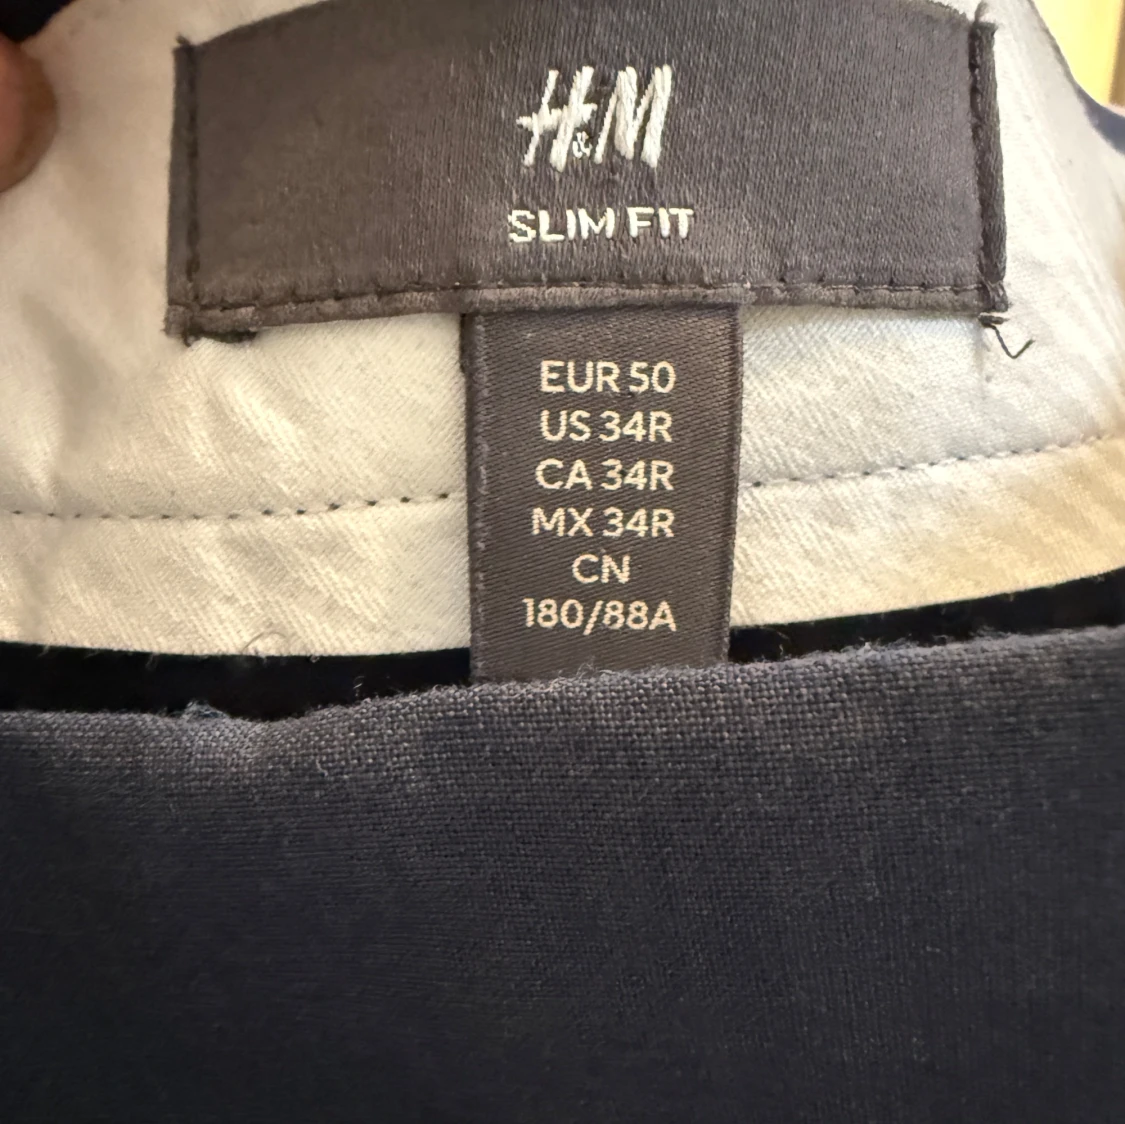 H&M
SLIM FIT
EUR 50
US 34R
CA 34R
MX 34R
CN
180/88A